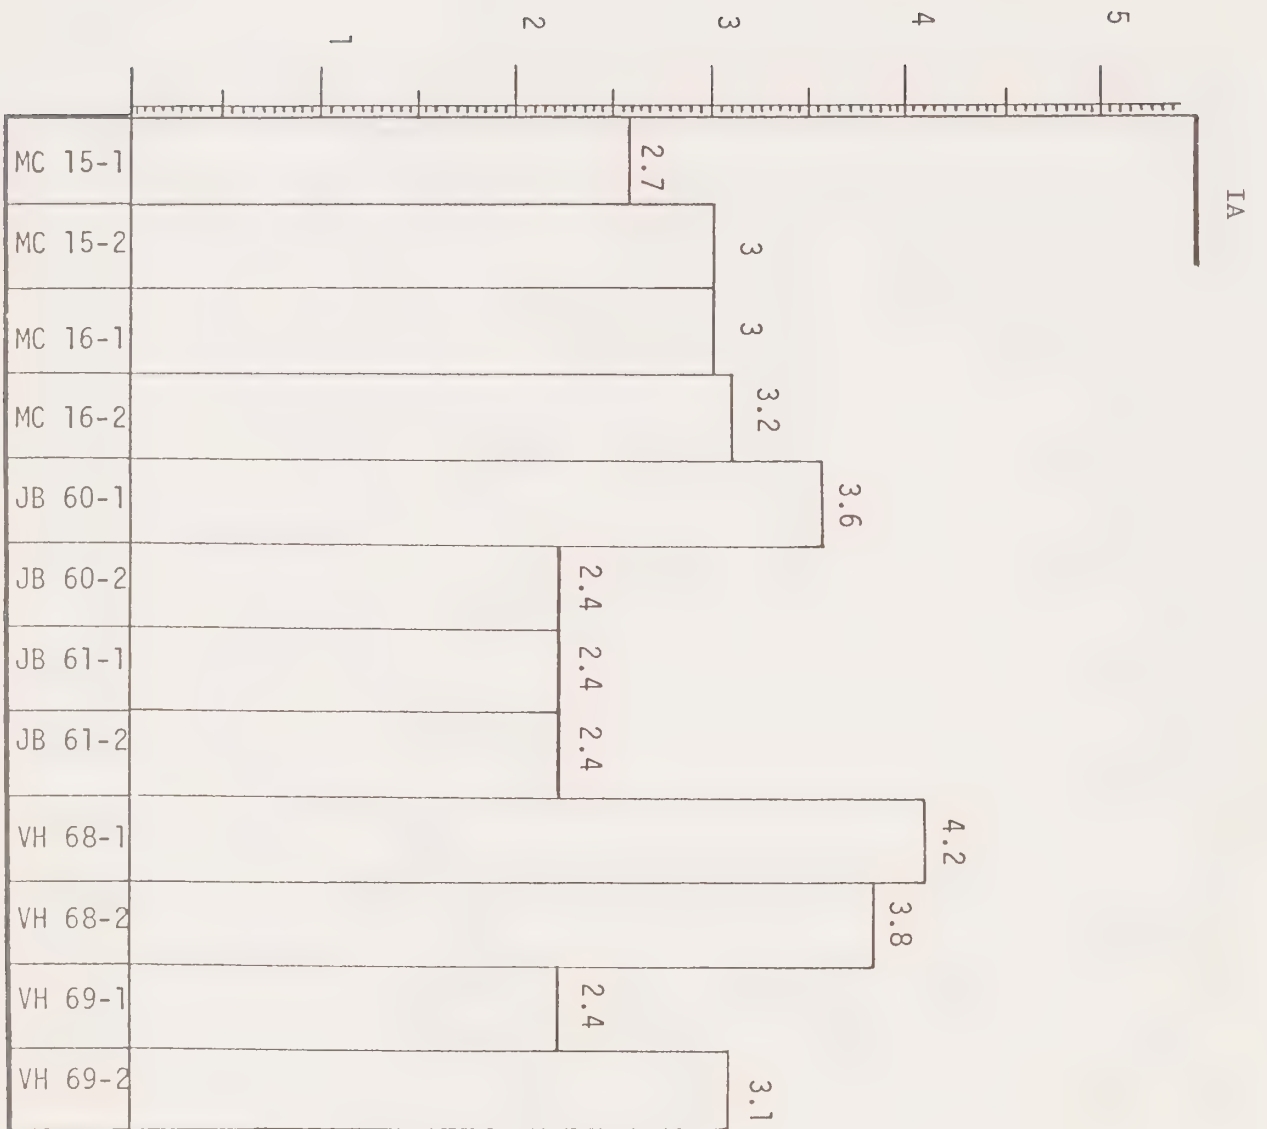 1
2
3
4
5
IA
MC 15-1
2.7
MC 15-2
3
MC 16-1
3
MC 16-2
3.2
JB 60-1
3.6
JB 60-2
2.4
JB 61-1
2.4
JB 61-2
2.4
VH 68-1
4.2
VH 68-2
3.8
VH 69-1
2.4
VH 69-2
3.1